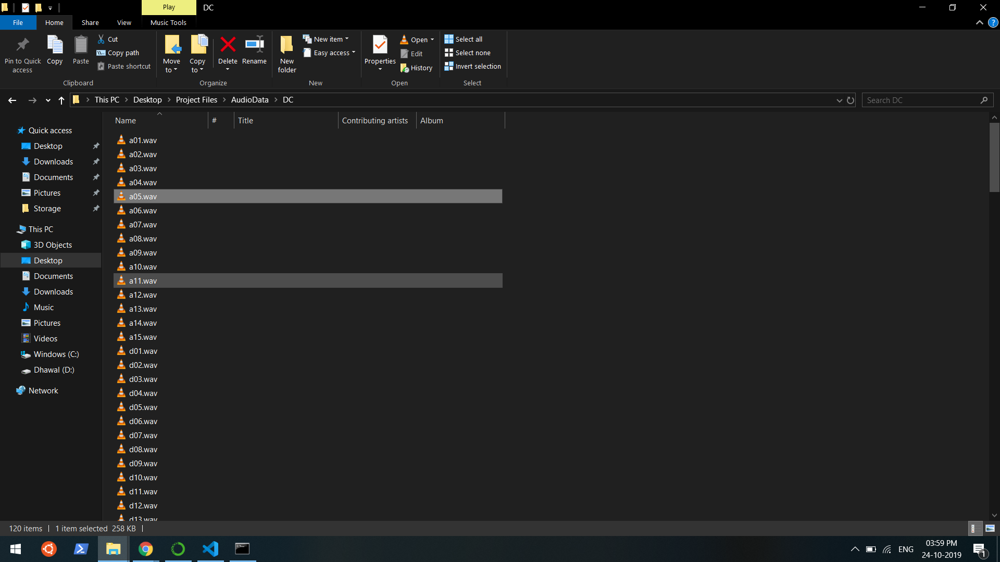 Play
DC
File
Home
Share
View
Music Tools
Pin to Quick
access
Copy
Paste
Cut
Copy path
Paste shortcut
Clipboard
Move
to
Copy
to
Delete
Rename
Organize
New
folder
New item
Easy access
New
Properties
Open
Edit
History
Open
Select all
Select none
Invert selection
Select
This PC
Desktop
Project Files
AudioData
DC
Search DC
Name
#
Title
Contributing artists
Album
Quick access
Desktop
Downloads
Documents
Pictures
Storage
This PC
3D Objects
Desktop
Documents
Downloads
Music
Pictures
Videos
Windows (C:)
Dhawal (D:)
Network
a01.wav
a02.wav
a03.wav
a04.wav
a05.wav
a06.wav
a07.wav
a08.wav
a09.wav
a10.wav
a11.wav
a12.wav
a13.wav
a14.wav
a15.wav
d01.wav
d02.wav
d03.wav
d04.wav
d05.wav
d06.wav
d07.wav
d08.wav
d09.wav
d10.wav
d11.wav
d12.wav
d13.wav
120 items
1 item selected 258 KB
ENG
03:59 PM
24-10-2019
1